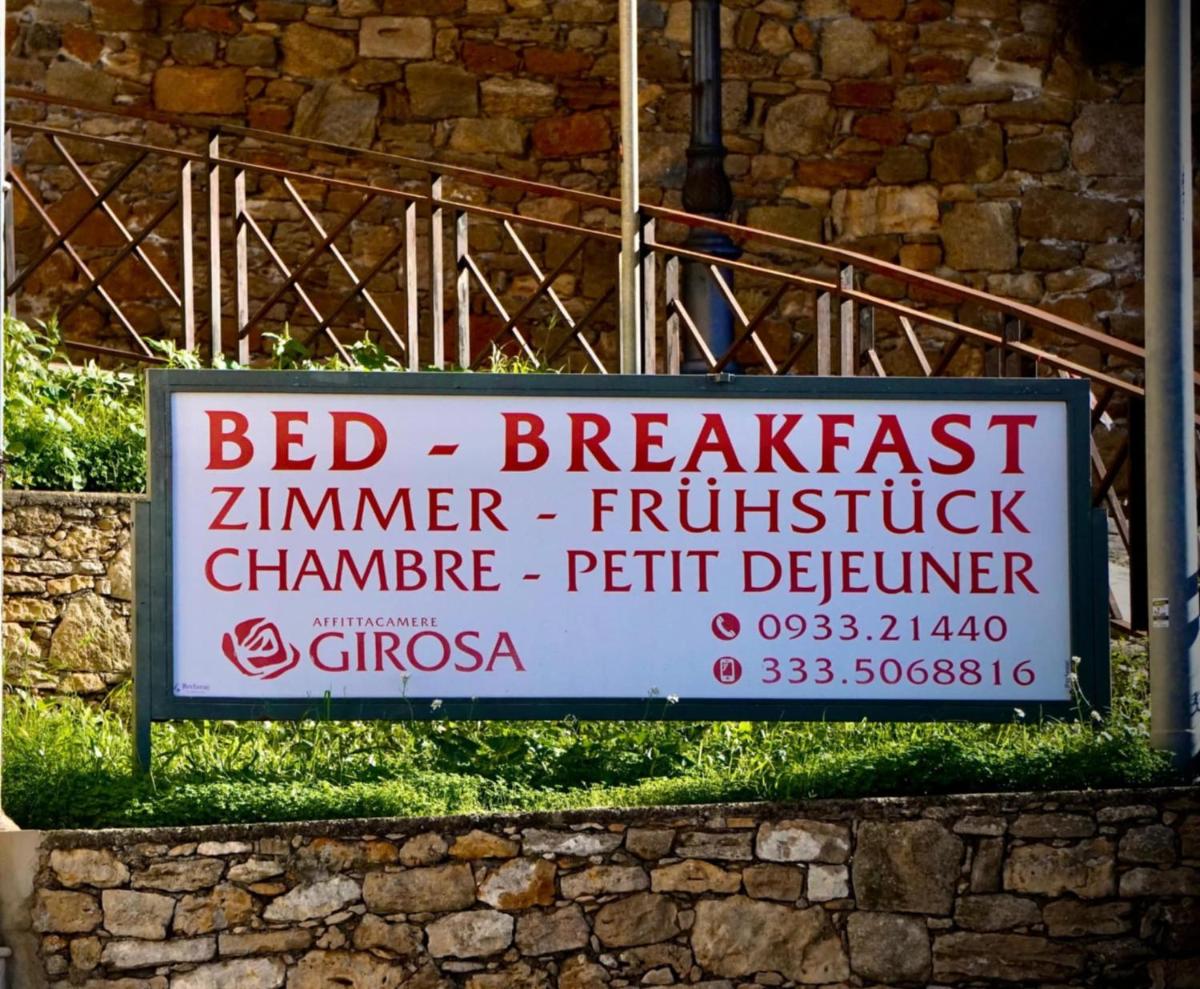 BED - BREAKFAST
ZIMMER - FRÜHSTÜCK
CHAMBRE - PETIT DEJEUNER
AFFITTACAMERE
GIROSA
0933.21440
333.5068816